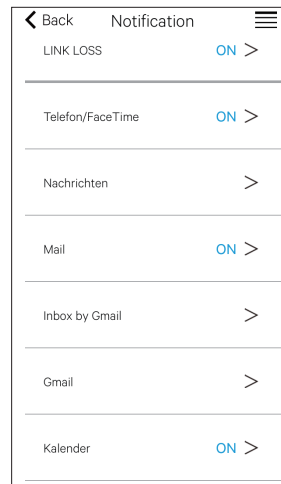 Back Notification
LINK LOSS ON >
Telefon/FaceTime ON >
Nachrichten >
Mail ON >
Inbox by Gmail >
Gmail >
Kalender ON >